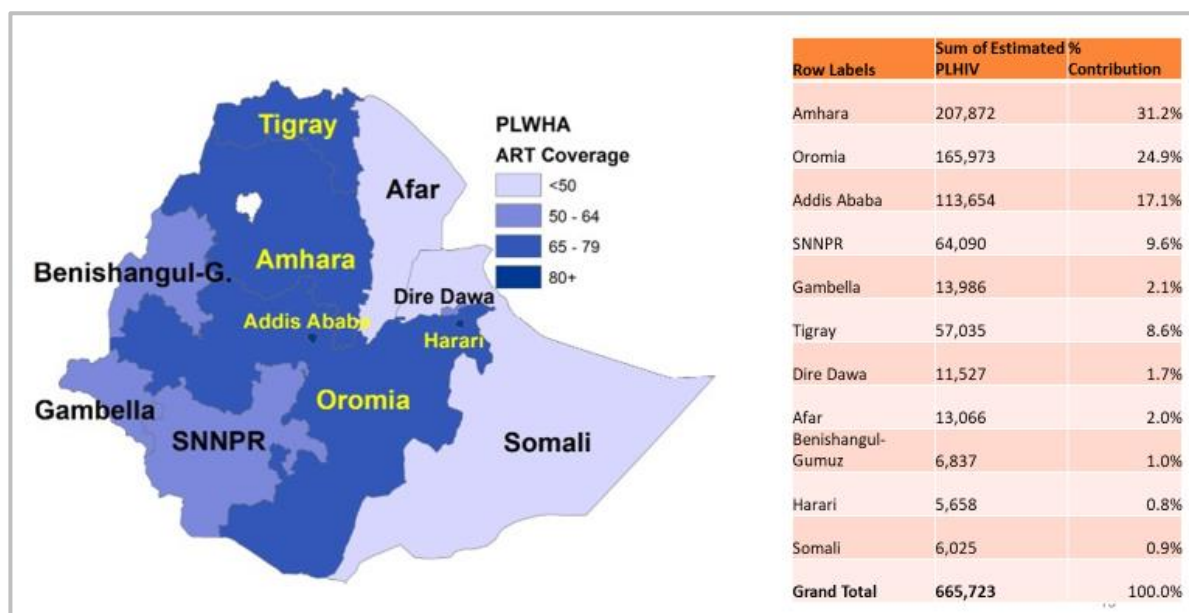 Tigray
Afar
Amhara
Benishangul-G.
Dire Dawa
Addis Ababa
Harari
Gambella
Oromia
SNNPR
Somali
PLWHA
ART Coverage
<50
50 - 64
65 - 79
80+
Row Labels Sum of Estimated PLHIV % Contribution
Amhara 207,872 31.2%
Oromia 165,973 24.9%
Addis Ababa 113,654 17.1%
SNNPR 64,090 9.6%
Gambella 13,986 2.1%
Tigray 57,035 8.6%
Dire Dawa 11,527 1.7%
Afar 13,066 2.0%
Benishangul-Gumuz 6,837 1.0%
Harari 5,658 0.8%
Somali 6,025 0.9%
Grand Total 665,723 100.0%